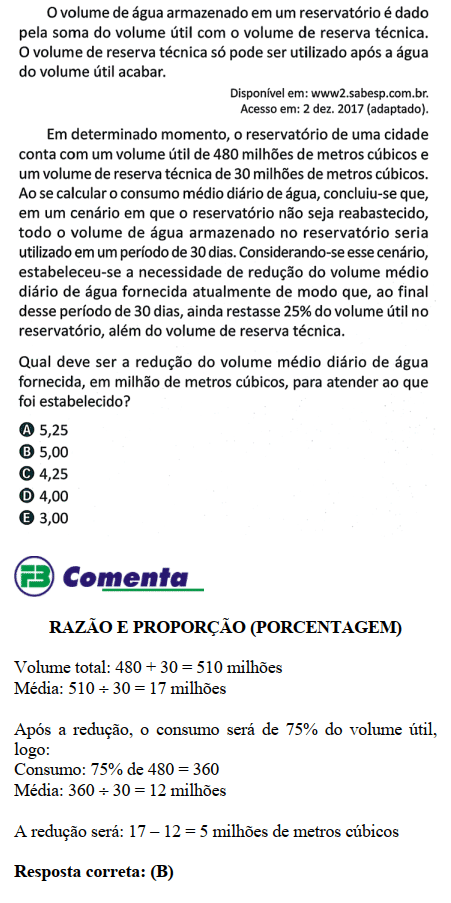 O volume de água armazenado em um reservatório é dado
pela soma do volume útil com o volume de reserva técnica.
O volume de reserva técnica só pode ser utilizado após a água
do volume útil acabar.
Disponível em: www2.sabesp.com.br.
Acesso em: 2 dez. 2017 (adaptado).
Em determinado momento, o reservatório de uma cidade
conta com um volume útil de 480 milhões de metros cúbicos e
um volume de reserva técnica de 30 milhões de metros cúbicos.
Ao se calcular o consumo médio diário de água, concluiu-se que,
em um cenário em que o reservatório não seja reabastecido,
todo o volume de água armazenado no reservatório seria
utilizado em um período de 30 dias. Considerando-se esse cenário,
estabeleceu-se a necessidade de redução do volume médio
diário de água fornecida atualmente de modo que, ao final
desse período de 30 dias, ainda restasse 25% do volume útil no
reservatório, além do volume de reserva técnica.
Qual deve ser a redução do volume médio diário de água
fornecida, em milhão de metros cúbicos, para atender ao que
foi estabelecido?
A 5,25
B 5,00
C 4,25
D 4,00
E 3,00
FB Comenta
RAZÃO E PROPORÇÃO (PORCENTAGEM)
Volume total: 480 + 30 = 510 milhões
Média: 510 ÷ 30 = 17 milhões
Após a redução, o consumo será de 75% do volume útil,
logo:
Consumo: 75% de 480 = 360
Média: 360 ÷ 30 = 12 milhões
A redução será: 17 – 12 = 5 milhões de metros cúbicos
Resposta correta: (B)